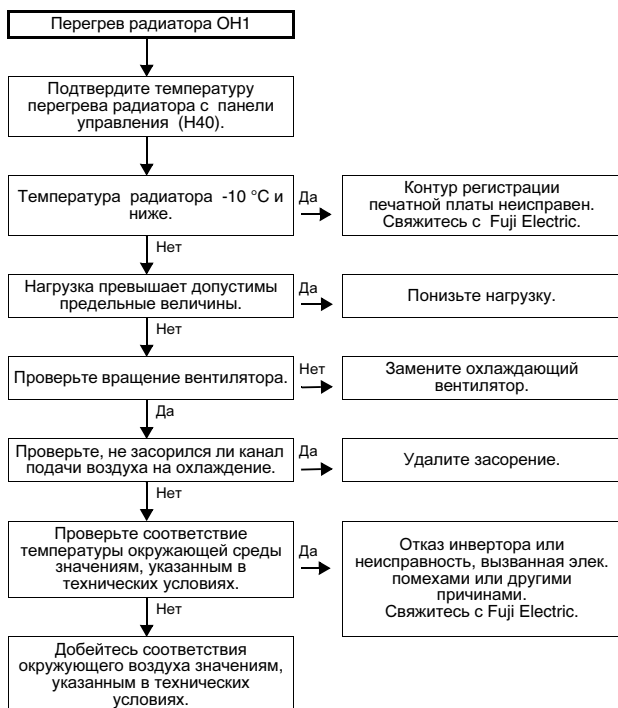 Перегрев радиатора OH1
Подтвердите температуру
перегрева радиатора с панели
управления (H40).
Температура радиатора -10 °C и
ниже.
Да
Контур регистрации
печатной платы неисправен.
Свяжитесь с Fuji Electric.
Нет
Нагрузка превышает допустимы
предельные величины.
Да
Понизьте нагрузку.
Нет
Проверьте вращение вентилятора.
Нет
Замените охлаждающий
вентилятор.
Да
Проверьте, не засорился ли канал
подачи воздуха на охлаждение.
Да
Удалите засорение.
Нет
Проверьте соответствие
температуры окружающей среды
значениям, указанным в
технических условиях.
Да
Отказ инвертора или
неисправность, вызванная элек.
помехами или другими
причинами.
Свяжитесь с Fuji Electric.
Нет
Добейтесь соответствия
окружующего воздуха значениям,
указанным в технических
условиях.